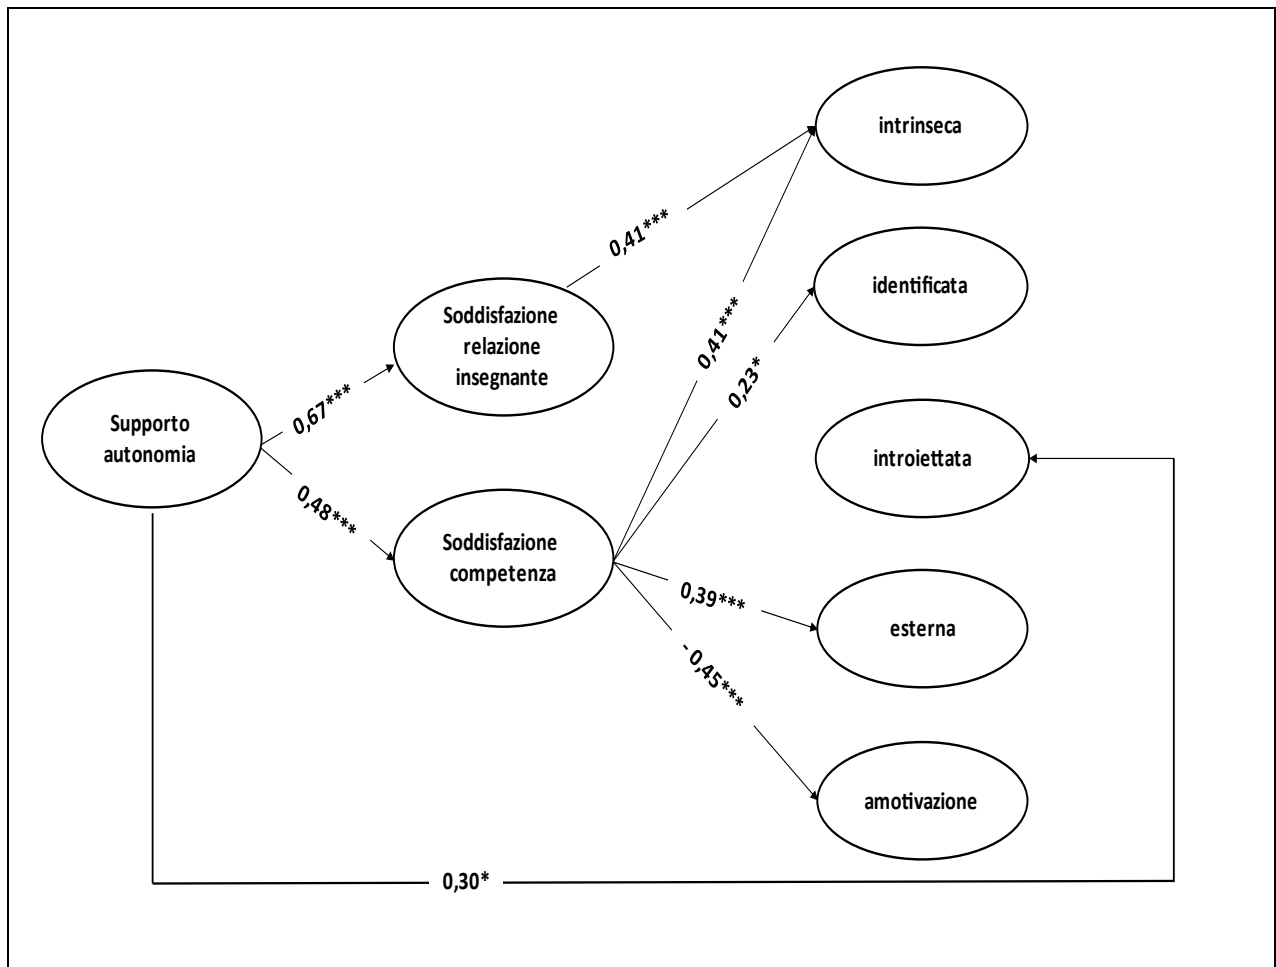 intrinseca
0,41***
identificata
Soddisfazione
relazione
insegnante
0,41***
0,23*
0,67***
Supporto
autonomia
introiettata
0,48***
Soddisfazione
competenza
0,39***
esterna
- 0,45***
amotivazione
0,30*